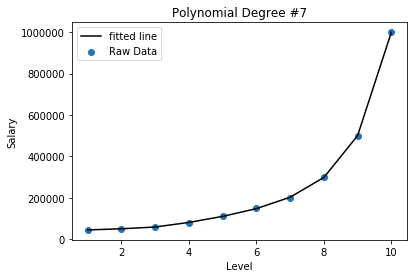 Polynomial Degree #7
fitted line
Raw Data
1000000
800000
600000
400000
200000
0
Salary
2 4 6 8 10
Level